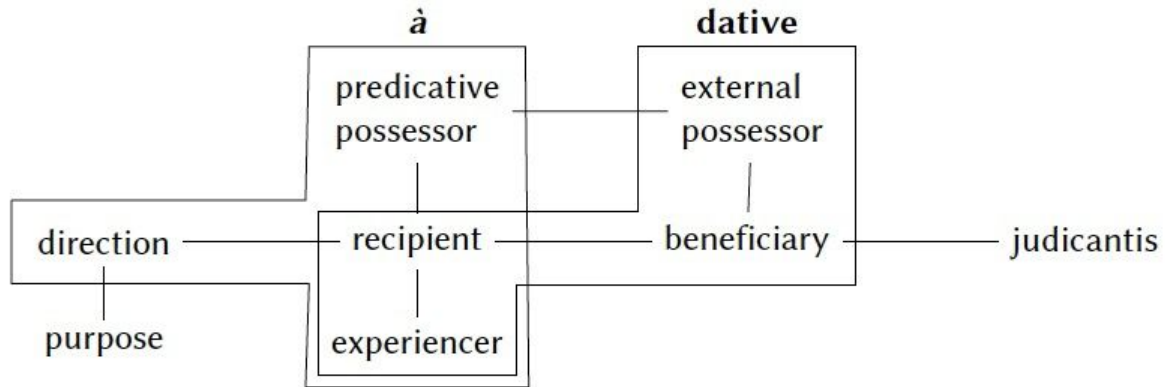 à dative
predicative external
possessor possessor
direction recipient beneficiary judicantis
purpose experiencer